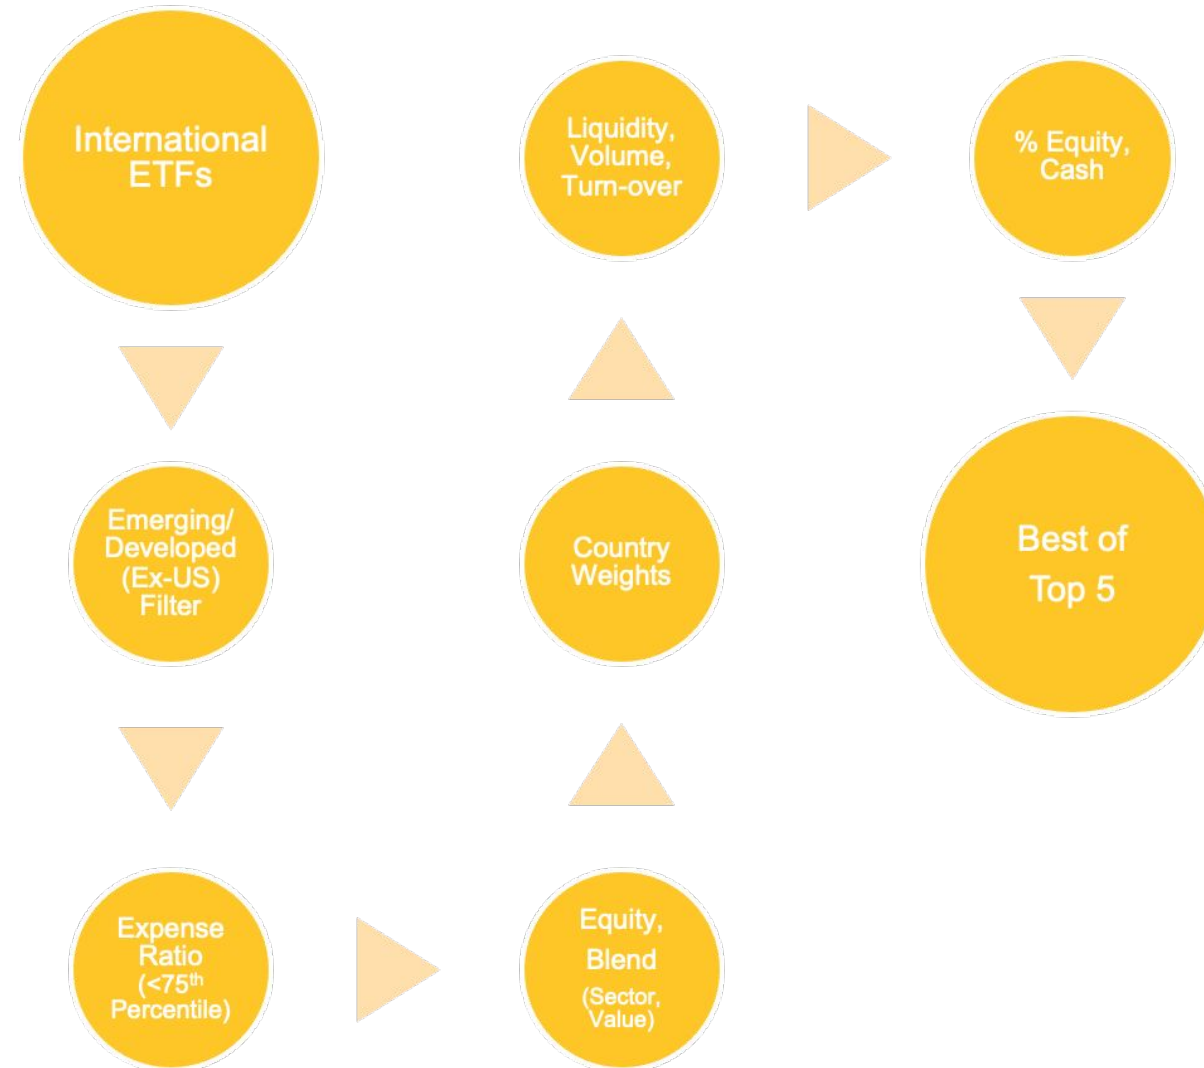 International
ETFs
Emerging/
Developed
(Ex-US)
Filter
Expense
Ratio
(<75th
Percentile)
Equity,
Blend
(Sector,
Value)
Country
Weights
Liquidity,
Volume,
Turn-over
% Equity,
Cash
Best of
Top 5